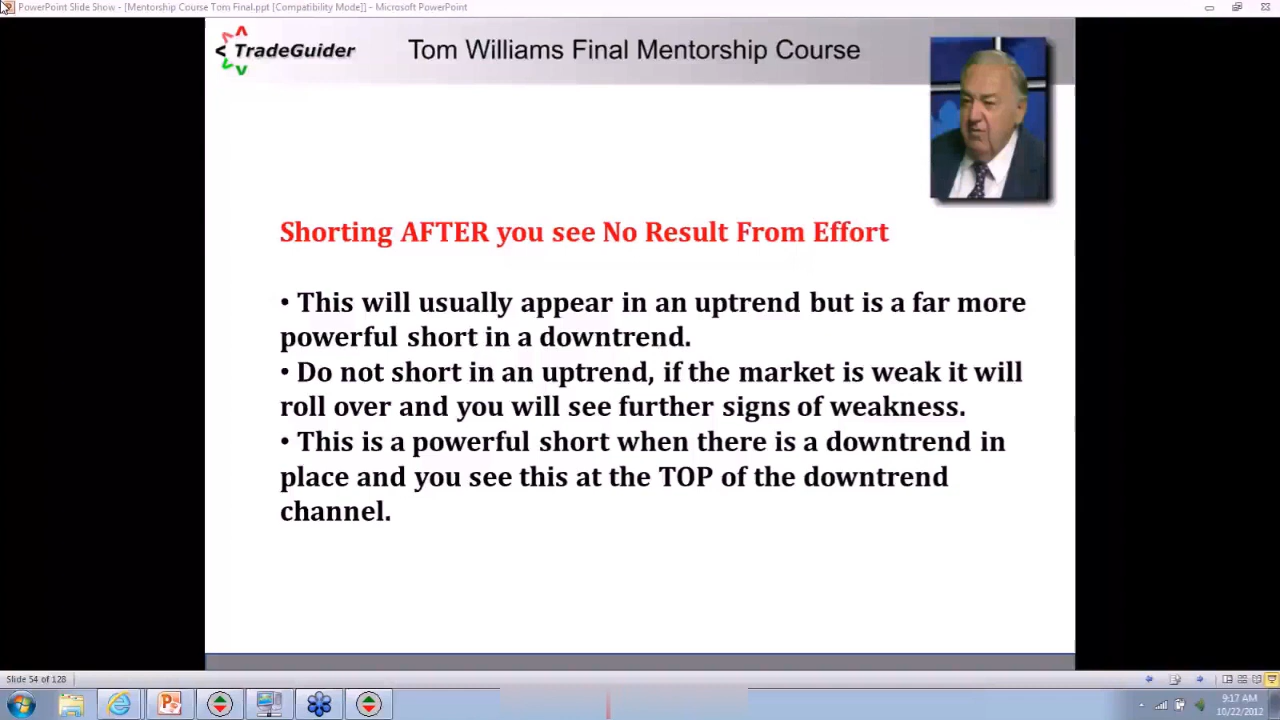 PowerPoint Slide Show - [Mentorship Course Tom Final.ppt [Compatibility Mode]] - Microsoft PowerPoint
TradeGuider
Tom Williams Final Mentorship Course
Shorting AFTER you see No Result From Effort
• This will usually appear in an uptrend but is a far more
powerful short in a downtrend.
• Do not short in an uptrend, if the market is weak it will
roll over and you will see further signs of weakness.
• This is a powerful short when there is a downtrend in
place and you see this at the TOP of the downtrend
channel.
Slide 54 of 128
9:17 AM
10/22/2012